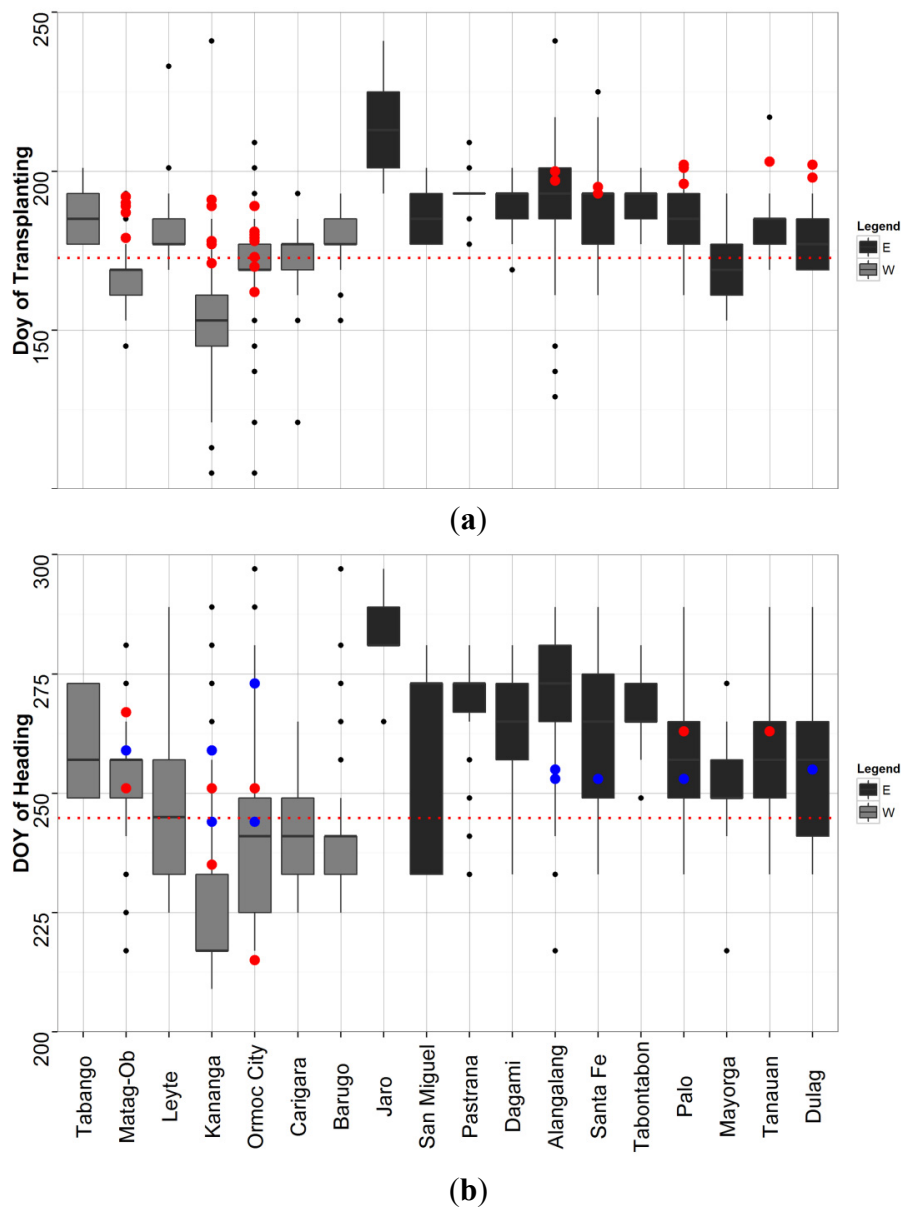 250
200
150
Doy of Transplanting
Legend
E
W
(a)
300
275
250
225
200
DOY of Heading
Legend
E
W
Tabango
Matag-Ob
Leyte
Kananga
Ormoc City
Carigara
Barugo
Jaro
San Miguel
Pastrana
Dagami
Alangalang
Santa Fe
Tabontabon
Palo
Mayorga
Tanauan
Dulag
(b)